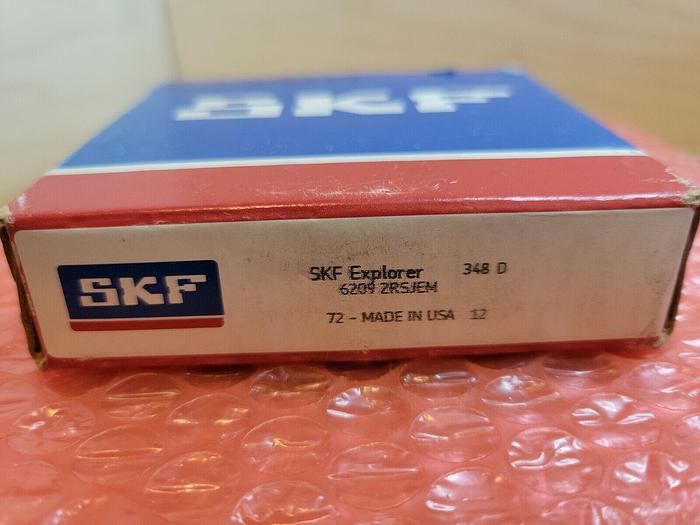 SKF
SKF
SKF Explorer 348 D
6209 2RSJEM
72 - MADE IN USA 12